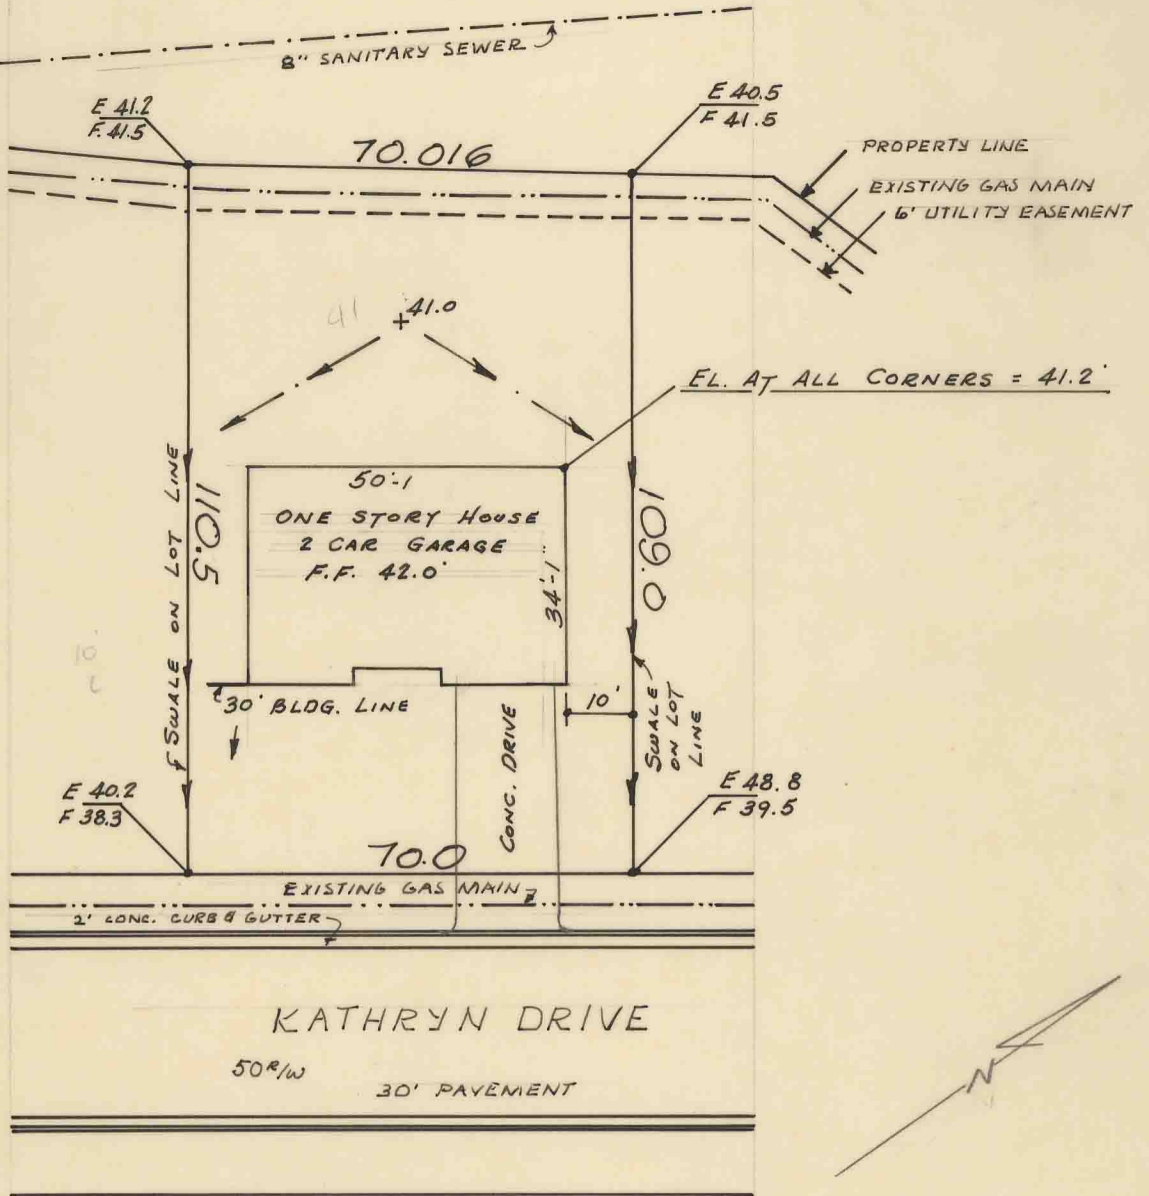 8" SANITARY SEWER
E 41.2
F. 41.5
E 40.5
F 41.5
70.016
PROPERTY LINE
EXISTING GAS MAIN
6' UTILITY EASEMENT
41
41.0
EL. AT ALL CORNERS = 41.2'
SWALE ON LOT LINE
110.5
50'-1
ONE STORY HOUSE
2 CAR GARAGE
F.F. 42.0'
34'-1"
109.0
10'
30' BLDG. LINE
CONC. DRIVE
10'
SWALE
ON LOT
LINE
E 40.2
F 38.3
E 48.8
F 39.5
70.0
EXISTING GAS MAIN
2' CONC. CURB & GUTTER
KATHRYN DRIVE
50 R/W
30' PAVEMENT
N